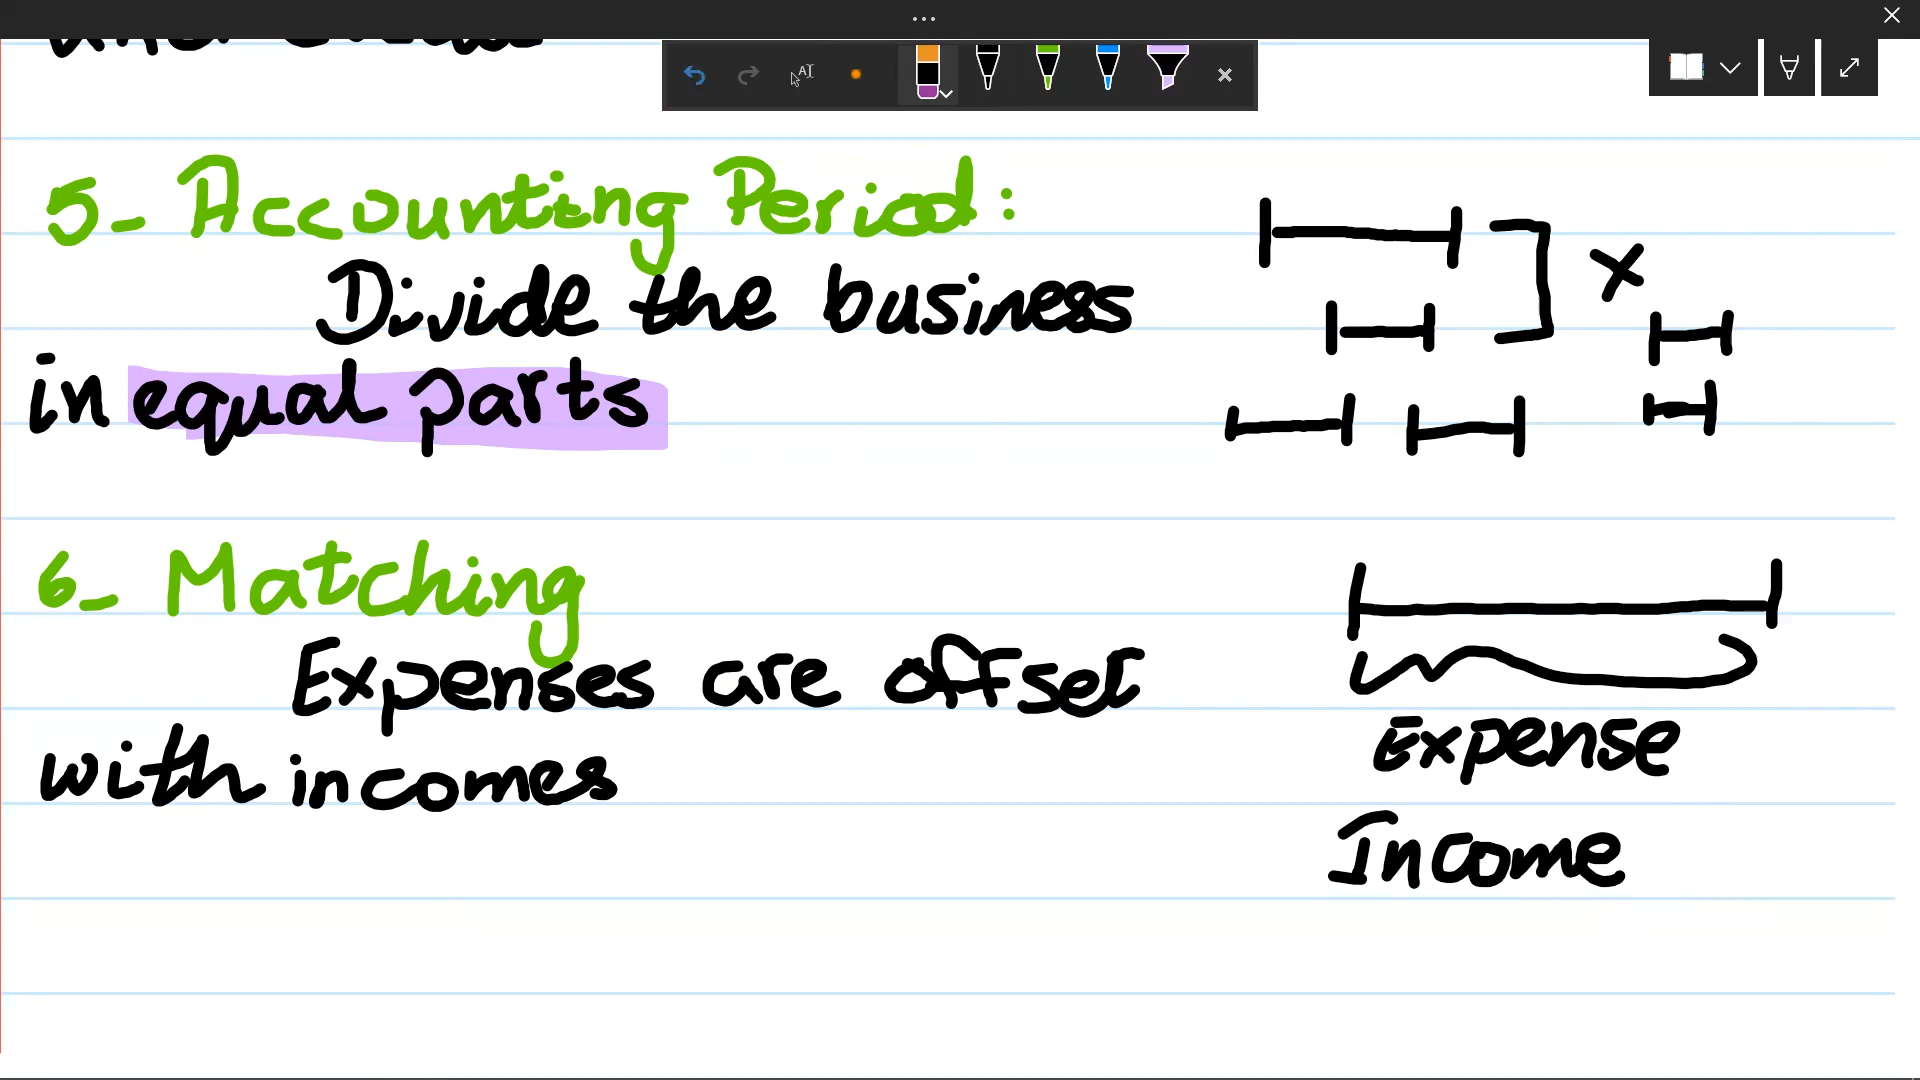 5- Accounting Period:
Divide the business
in equal parts
x
6- Matching
Expenses are offset
with incomes
Expense
Income